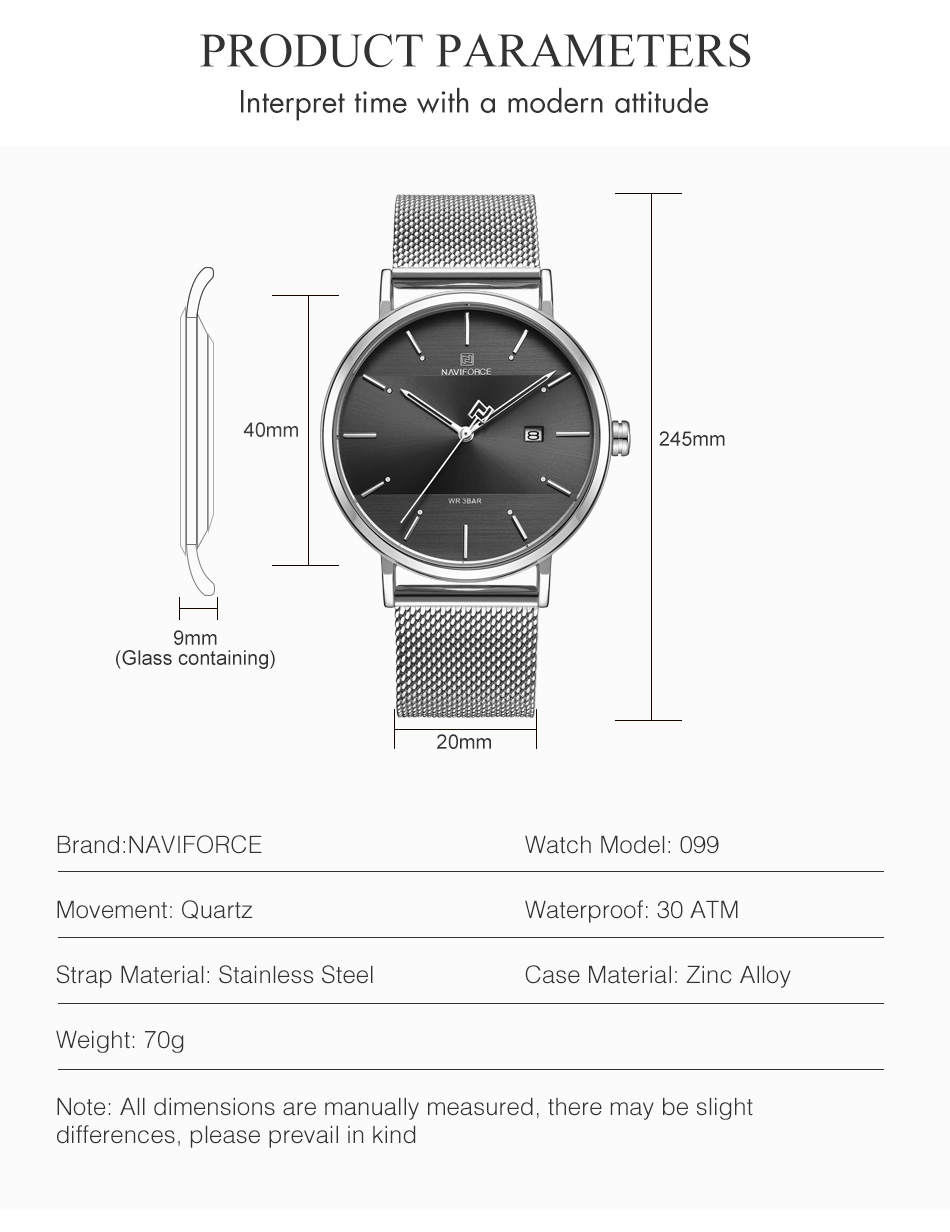 PRODUCT PARAMETERS
Interpret time with a modern attitude
NAVIFORCE
8
WR 3BAR
40mm
245mm
9mm
(Glass containing)
20mm
Brand:NAVIFORCE
Watch Model: 099
Movement: Quartz
Waterproof: 30 ATM
Strap Material: Stainless Steel
Case Material: Zinc Alloy
Weight: 70g
Note: All dimensions are manually measured, there may be slight
differences, please prevail in kind